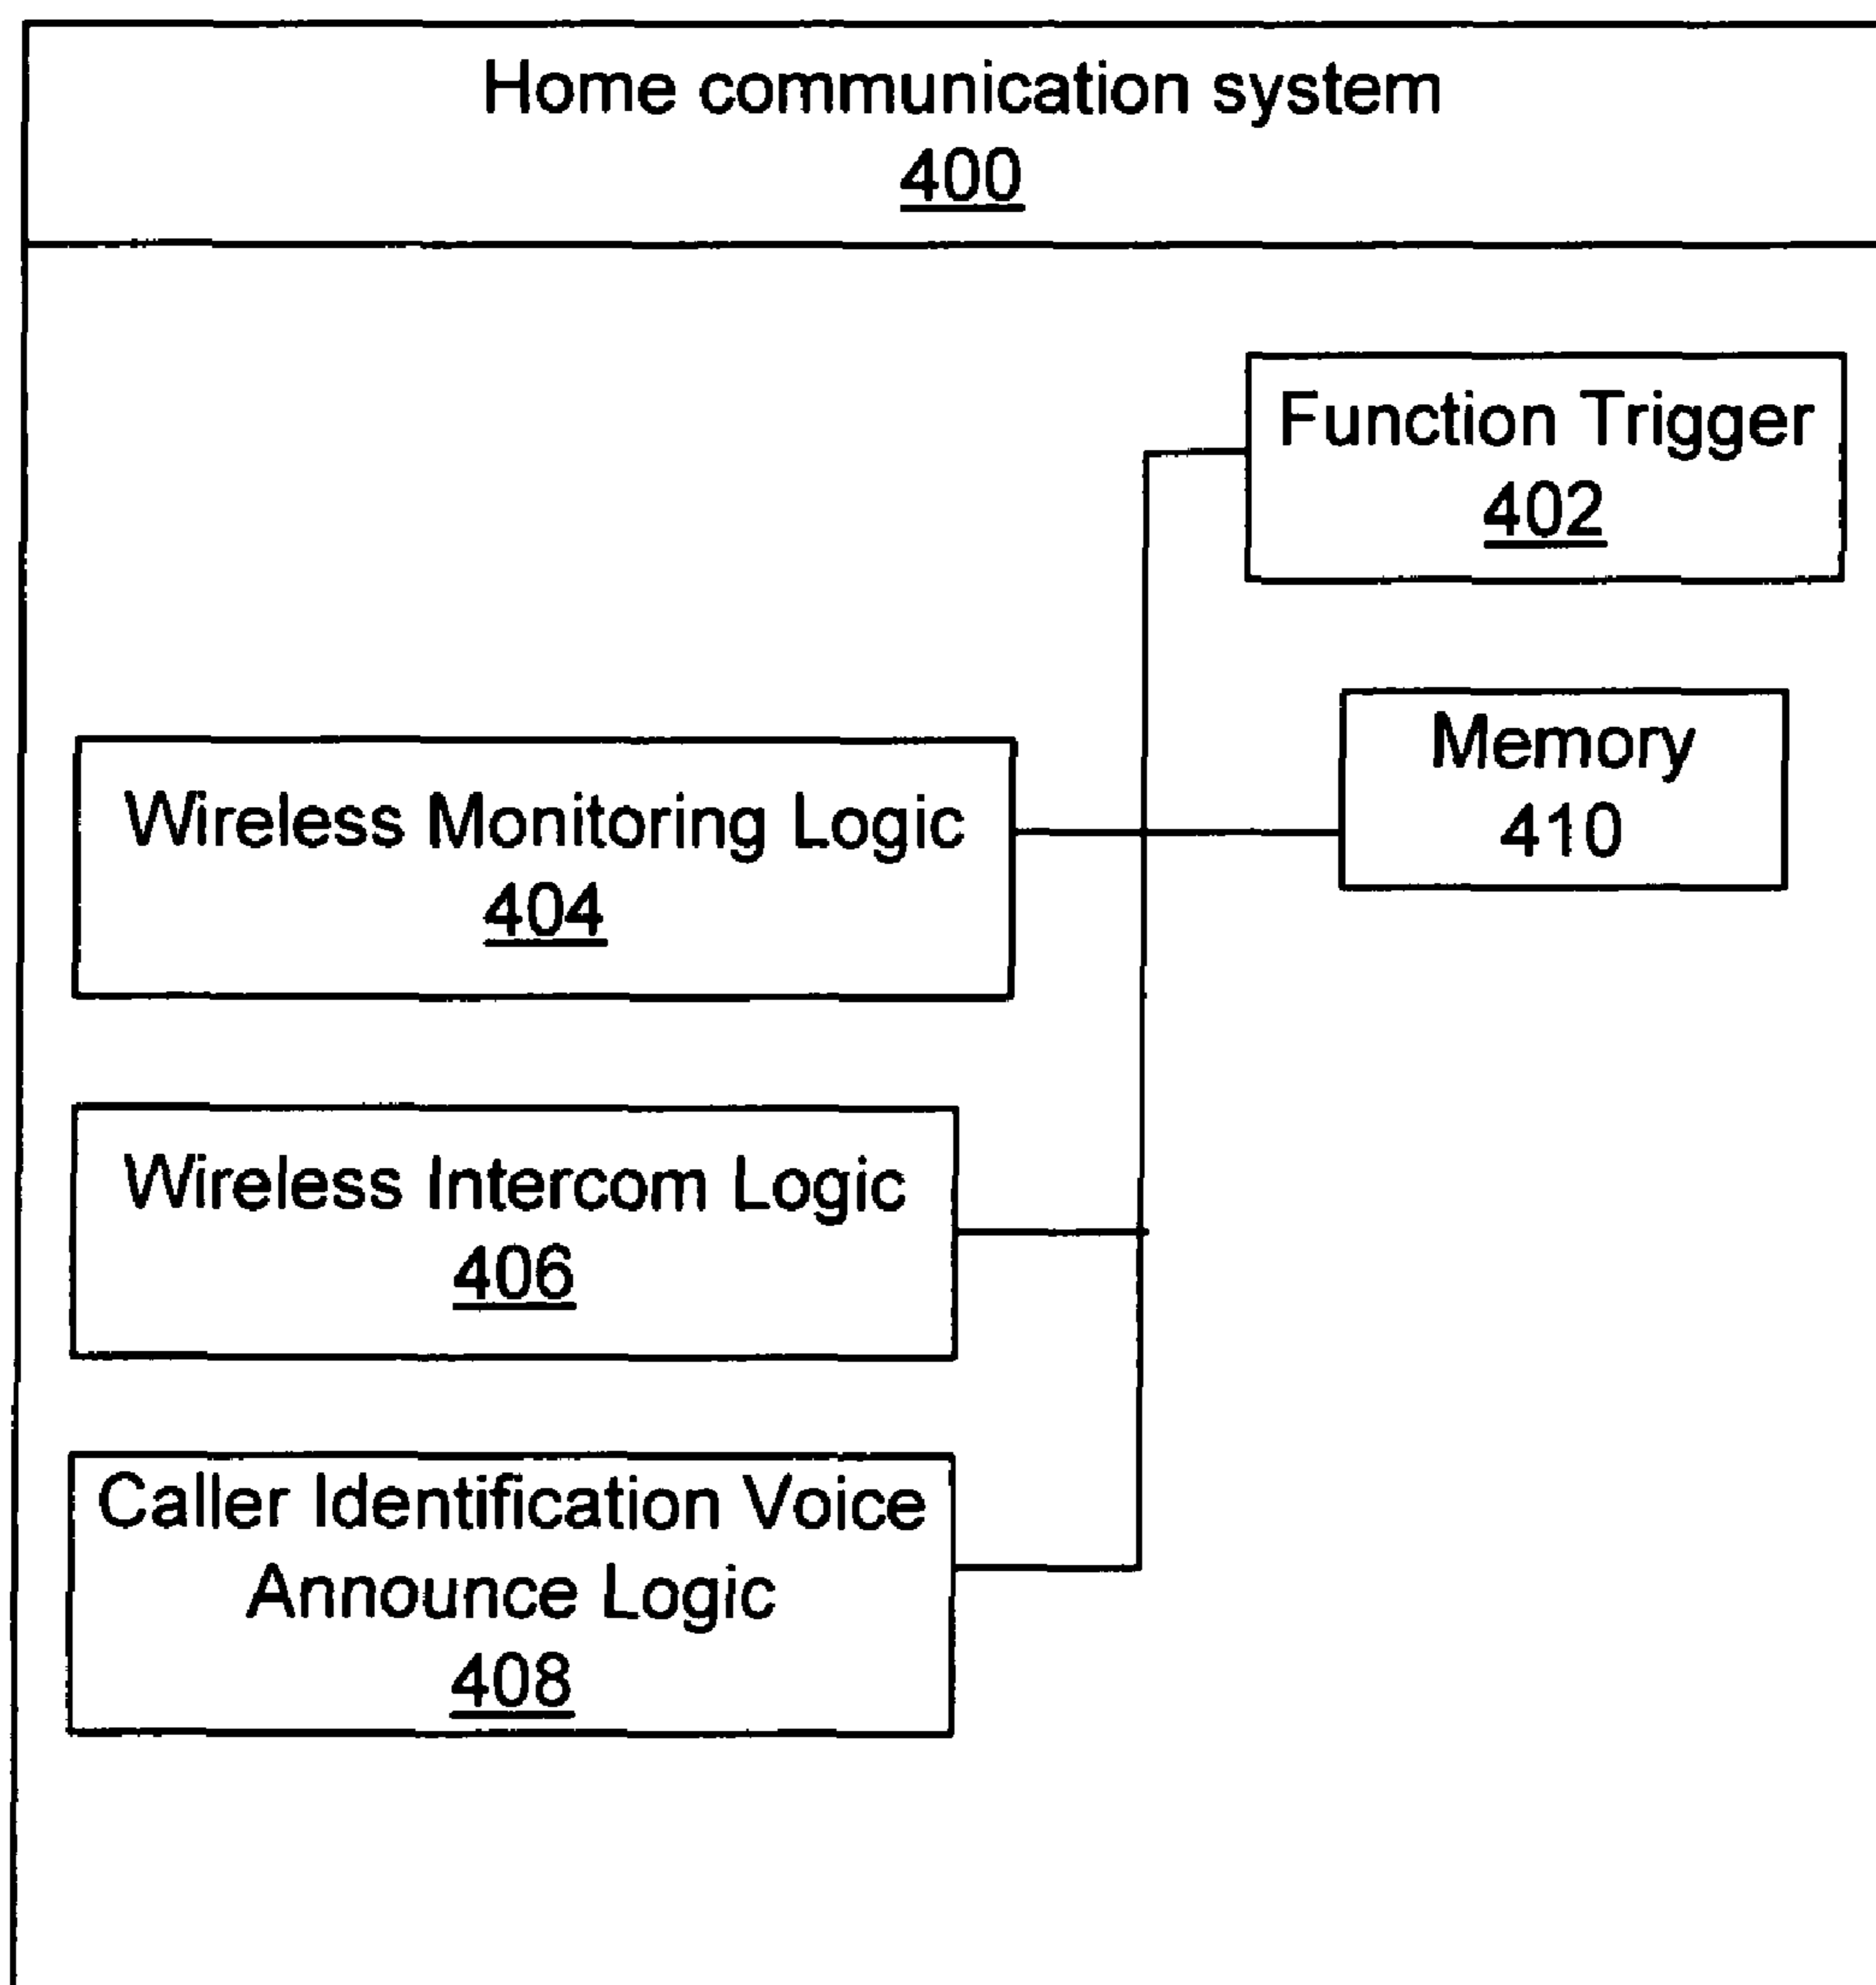 Home communication system
400
Function Trigger
402
Memory
410
Wireless Monitoring Logic
404
Wireless Intercom Logic
406
Caller Identification Voice
Announce Logic
408